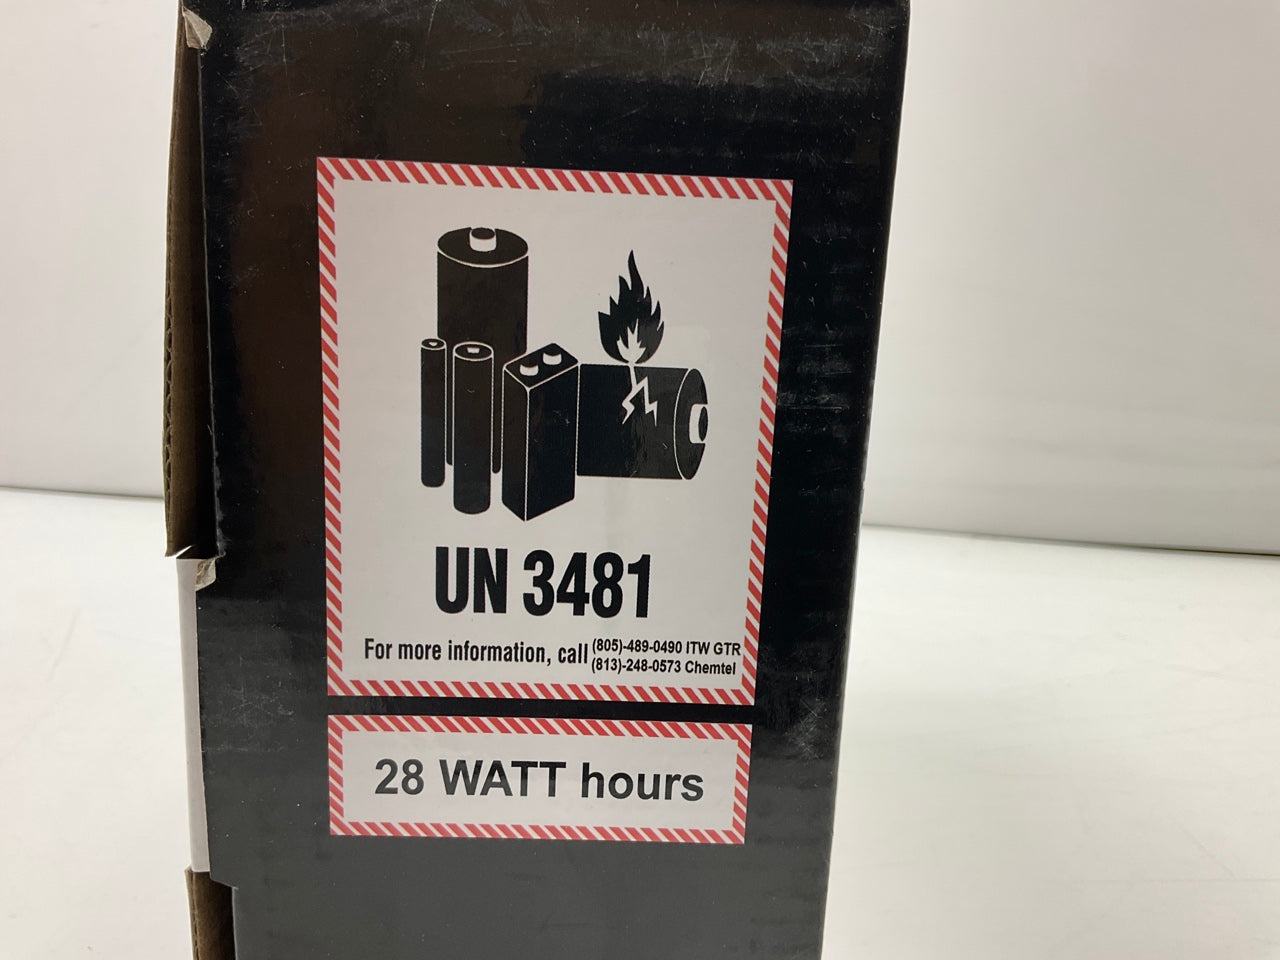 UN 3481
For more information, call (805)-489-0490 ITW GTR
(813)-248-0573 Chemtel
28 WATT hours